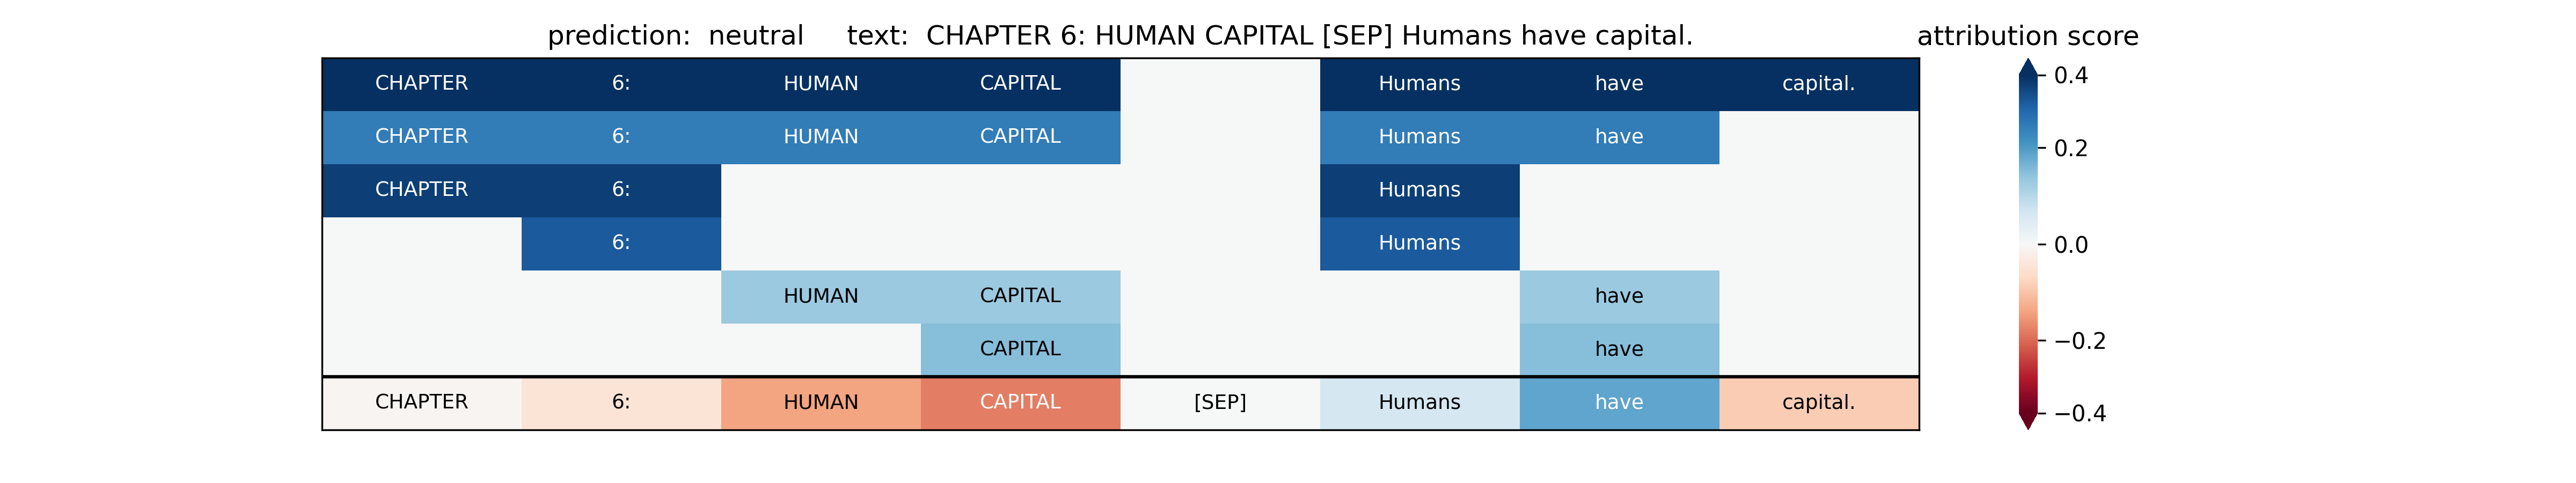 prediction: neutral text: CHAPTER 6: HUMAN CAPITAL [SEP] Humans have capital.
attribution score
CHAPTER 6: HUMAN CAPITAL Humans have capital.
CHAPTER 6: HUMAN CAPITAL Humans have
CHAPTER 6: Humans
6: Humans
HUMAN CAPITAL have
CAPITAL have
CHAPTER 6: HUMAN CAPITAL [SEP] Humans have capital.
0.4
0.2
0.0
−0.2
−0.4